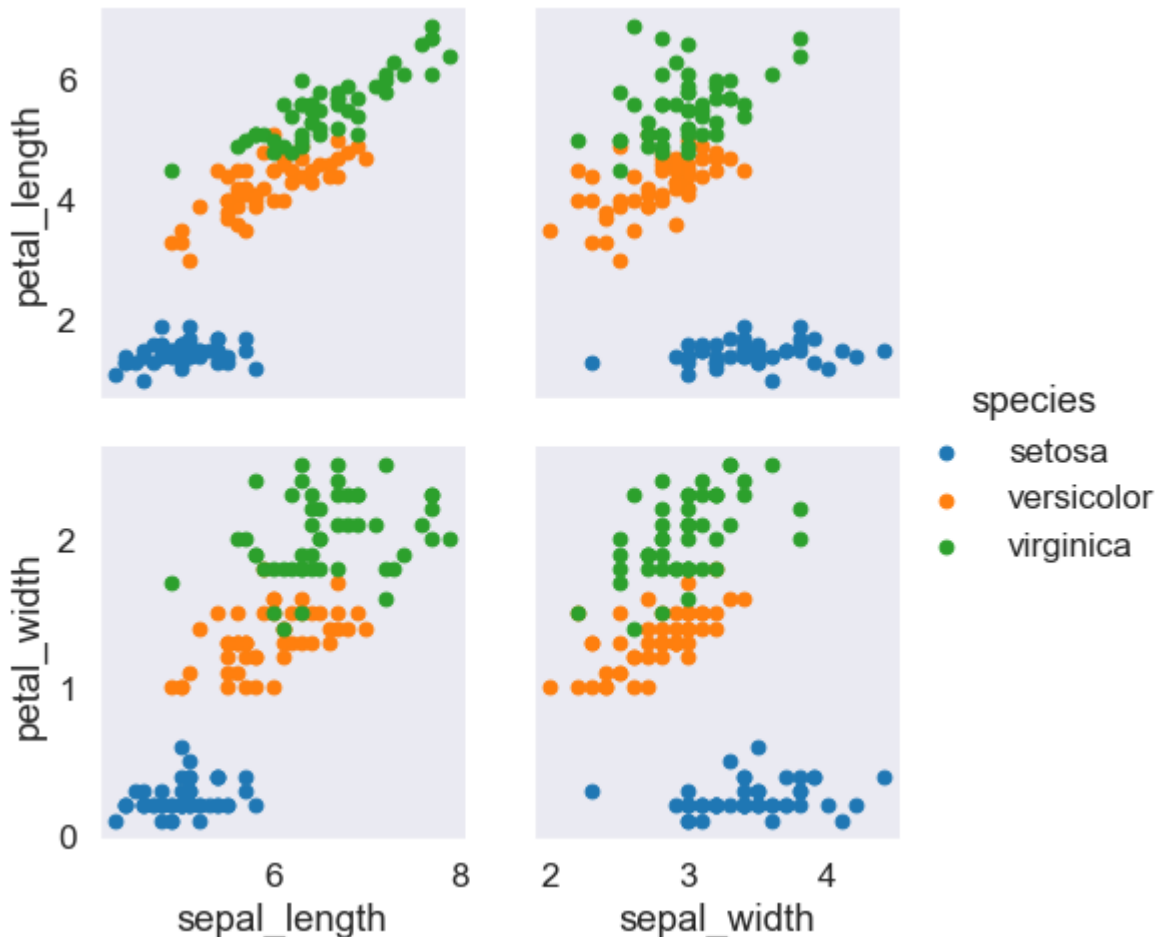 petal_length
6
4
2
petal_width
2
1
0
6
8
sepal_length
2
3
4
sepal_width
species
setosa
versicolor
virginica